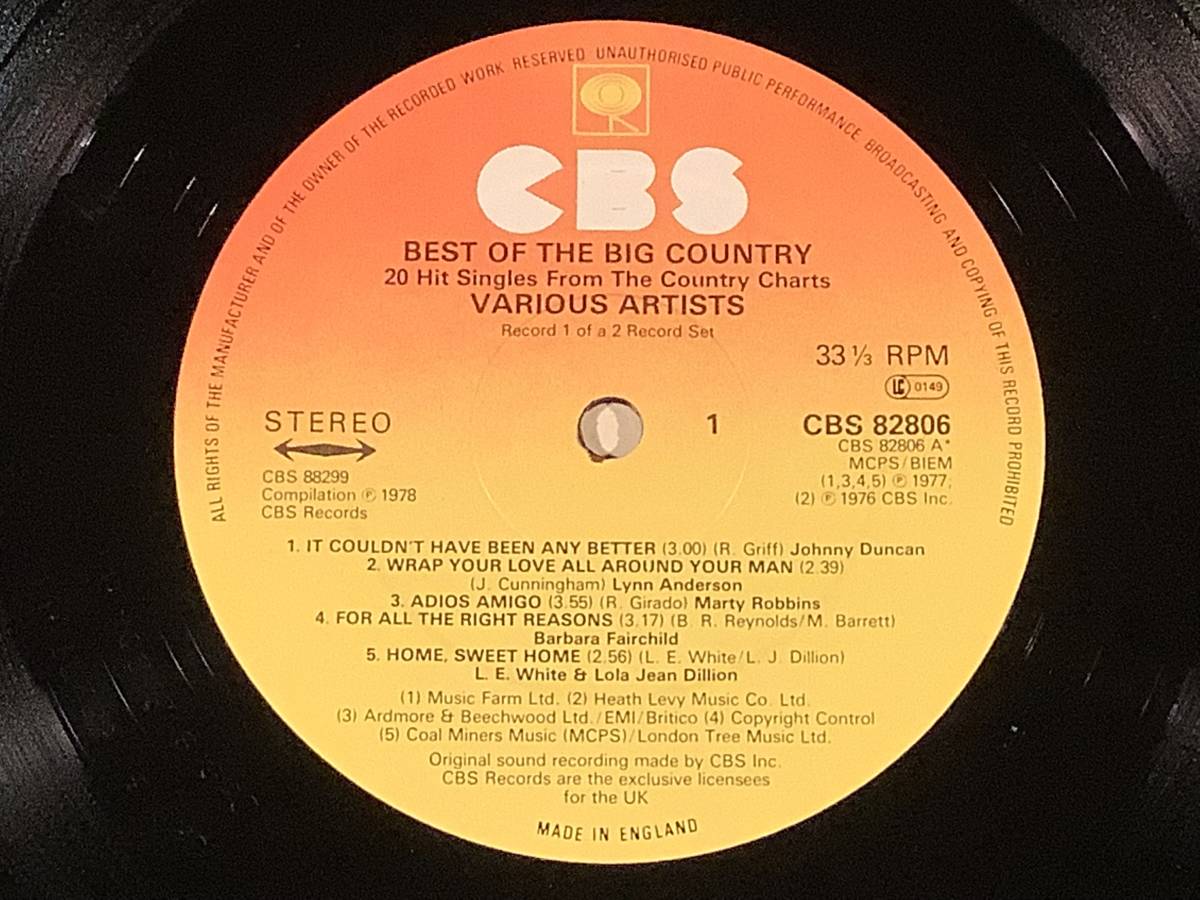 ALL RIGHTS OF THE MANUFACTURER AND OF THE OWNER OF THE RECORDED WORK RESERVED UNAUTHORISED PUBLIC PERFORMANCE BROADCASTING AND COPYING OF THIS RECORD PROHIBITED
CBS
BEST OF THE BIG COUNTRY
20 Hit Singles From The Country Charts
VARIOUS ARTISTS
Record 1 of a 2 Record Set
33 1/3 RPM
LC 0149
STEREO
1
CBS 82806
CBS 82806 A*
MCPS/BIEM
(1,3,4,5) ℗ 1977,
(2) ℗ 1976 CBS Inc.
CBS 88299
Compilation ℗ 1978
CBS Records
1. IT COULDN'T HAVE BEEN ANY BETTER (3.00) (R. Griff) Johnny Duncan
2. WRAP YOUR LOVE ALL AROUND YOUR MAN (2.39)
(J. Cunningham) Lynn Anderson
3. ADIOS AMIGO (3.55) (R. Girado) Marty Robbins
4. FOR ALL THE RIGHT REASONS (3.17) (B. R. Reynolds/M. Barrett)
Barbara Fairchild
5. HOME, SWEET HOME (2.56) (L. E. White/L. J. Dillion)
L. E. White & Lola Jean Dillion
(1) Music Farm Ltd. (2) Heath Levy Music Co. Ltd.
(3) Ardmore & Beechwood Ltd./EMI/Britico (4) Copyright Control
(5) Coal Miners Music (MCPS)/London Tree Music Ltd.
Original sound recording made by CBS Inc.
CBS Records are the exclusive licensees
for the UK
MADE IN ENGLAND